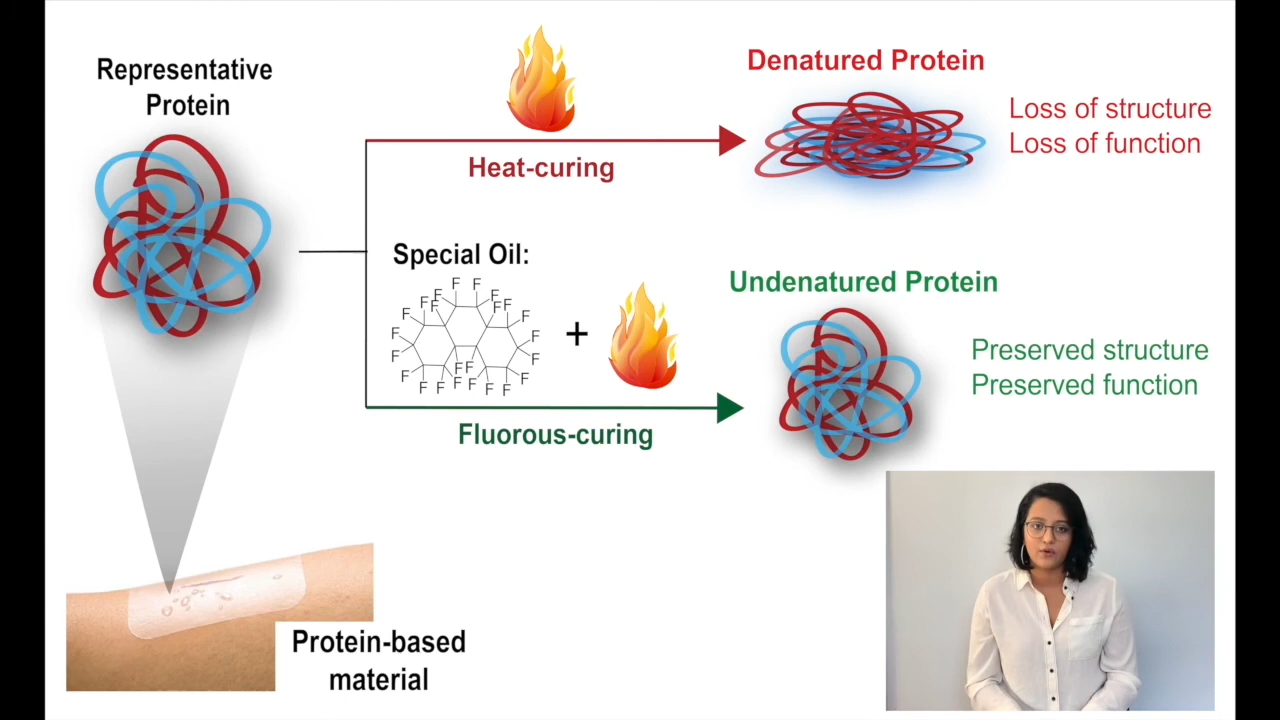 Representative
Protein
Heat-curing
Denatured Protein
Loss of structure
Loss of function
Special Oil:
F F F F F F F F F F F F F F F F F F F F F F F F
+
Fluorous-curing
Undenatured Protein
Preserved structure
Preserved function
Protein-based
material